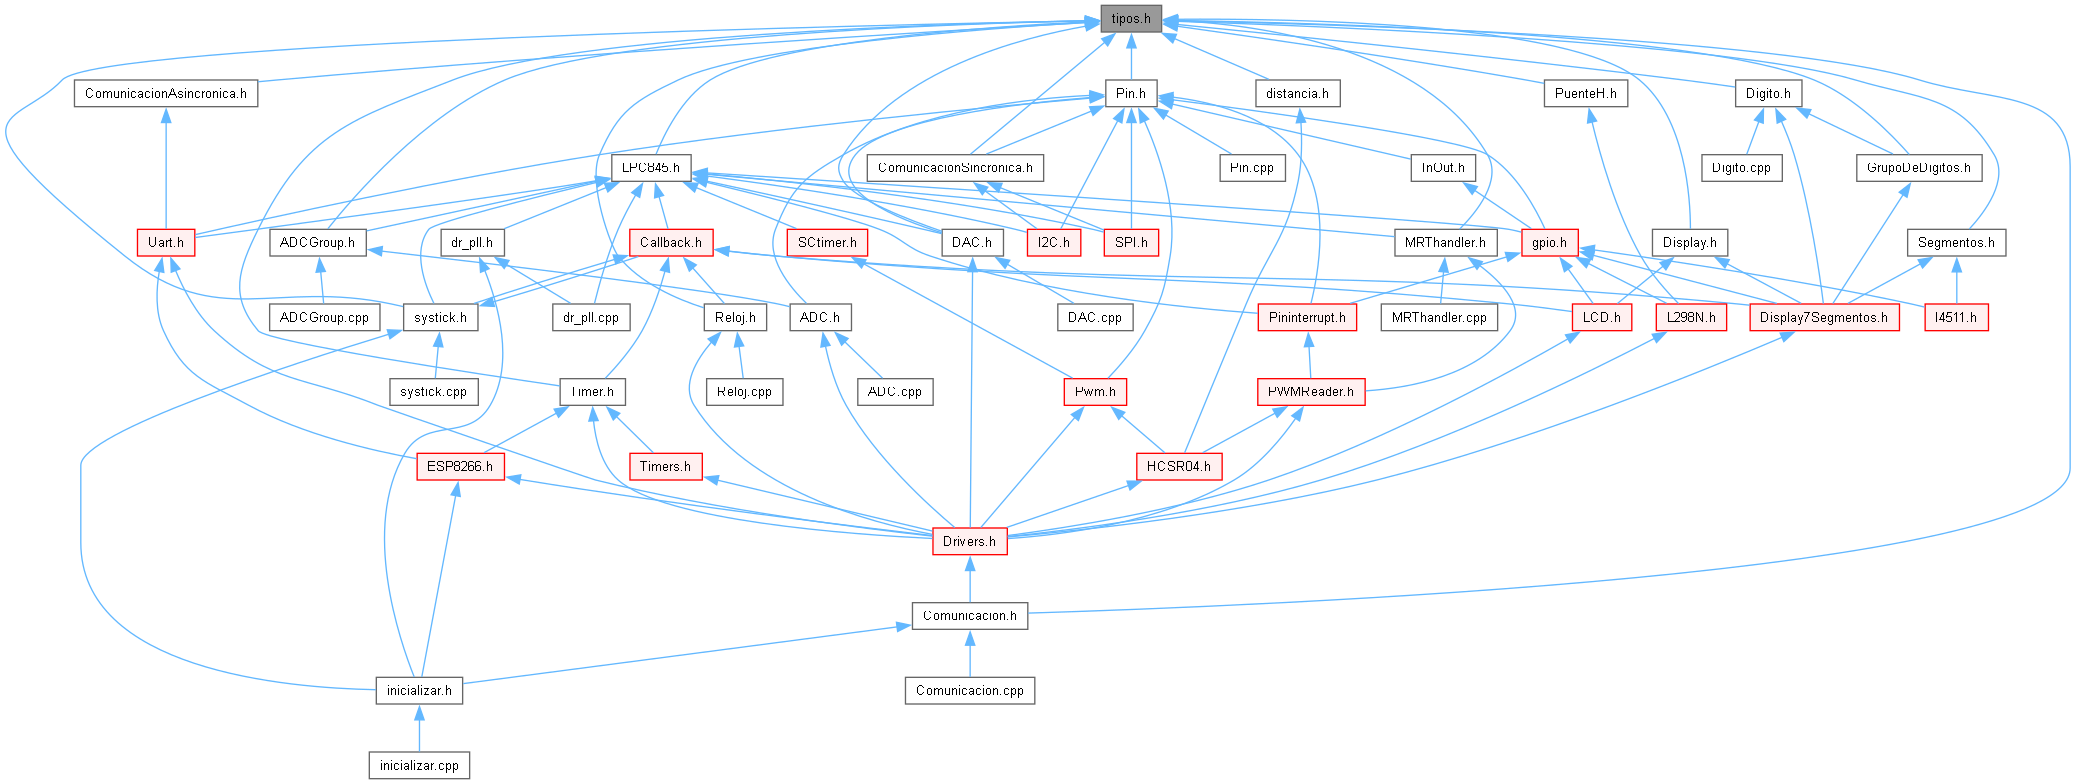 tipos.h
ComunicacionAsincronica.h
Pin.h
distancia.h
PuenteH.h
Digito.h
LPC845.h
ComunicacionSincronica.h
Pin.cpp
InOut.h
Digito.cpp
GrupoDeDigitos.h
Uart.h
ADCGroup.h
dr_pll.h
Callback.h
SCtimer.h
DAC.h
I2C.h
SPI.h
MRThandler.h
gpio.h
Display.h
Segmentos.h
ADCGroup.cpp
systick.h
dr_pll.cpp
Reloj.h
ADC.h
DAC.cpp
Pininterrupt.h
MRThandler.cpp
LCD.h
L298N.h
Display7Segmentos.h
I4511.h
systick.cpp
Timer.h
Reloj.cpp
ADC.cpp
Pwm.h
PWMReader.h
ESP8266.h
Timers.h
HCSR04.h
Drivers.h
Comunicacion.h
inicializar.h
Comunicacion.cpp
inicializar.cpp